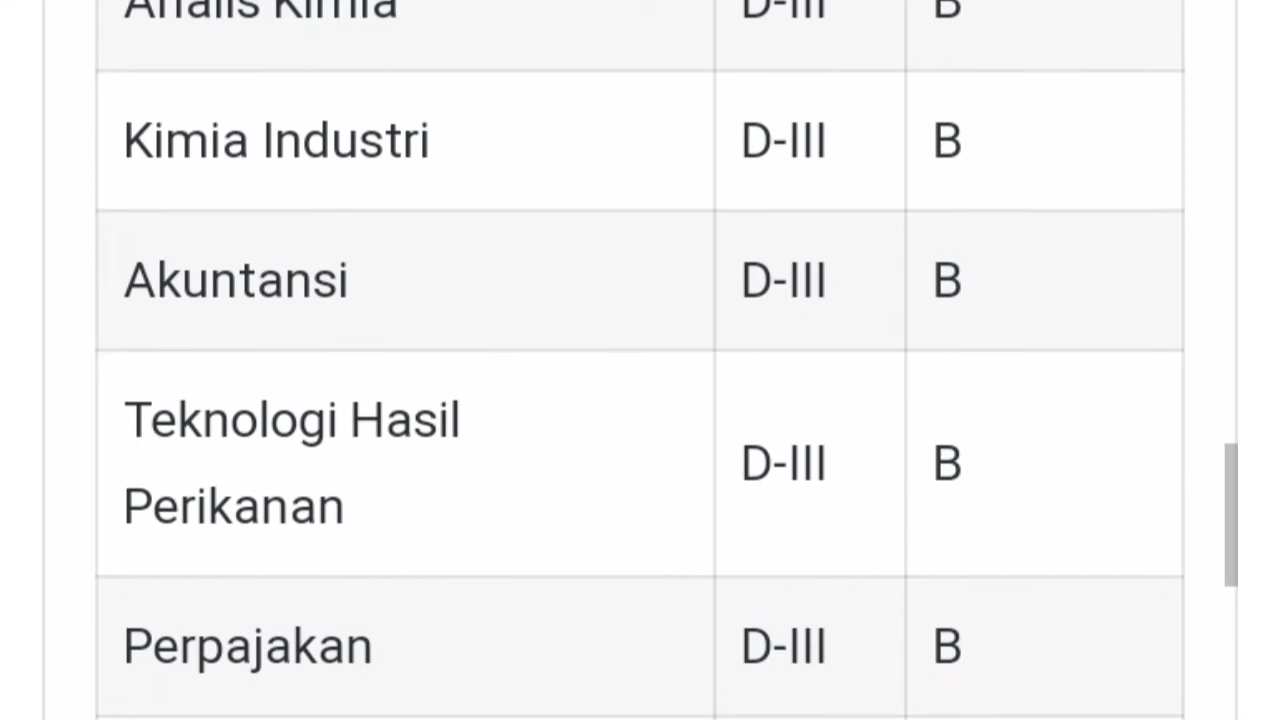 Analis Kimia D-III B
Kimia Industri D-III B
Akuntansi D-III B
Teknologi Hasil
Perikanan D-III B
Perpajakan D-III B